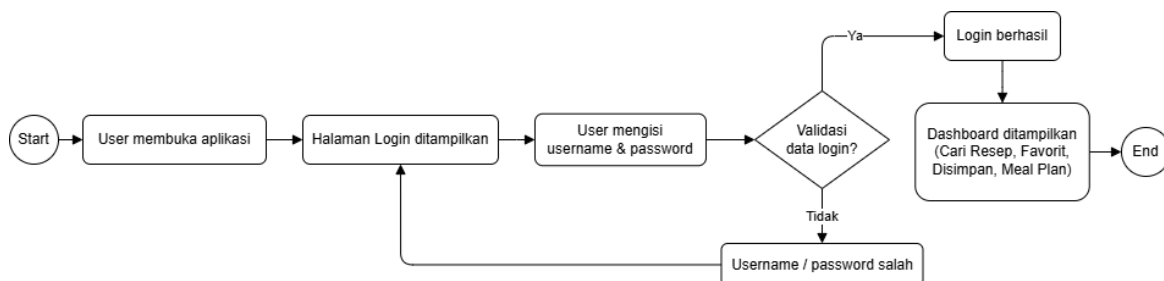 Start
User membuka aplikasi
Halaman Login ditampilkan
User mengisi
username & password
Validasi
data login?
Ya
Login berhasil
Dashboard ditampilkan
(Cari Resep, Favorit,
Disimpan, Meal Plan)
End
Tidak
Username / password salah